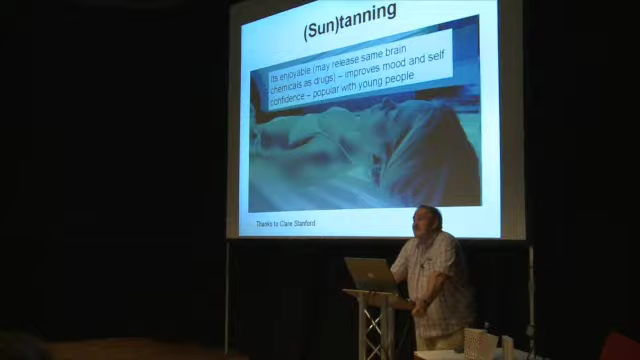 (Sun)tanning
Its enjoyable (may release same brain
chemicals as drugs) – improves mood and self
confidence – popular with young people
Thanks to Clare Stanford